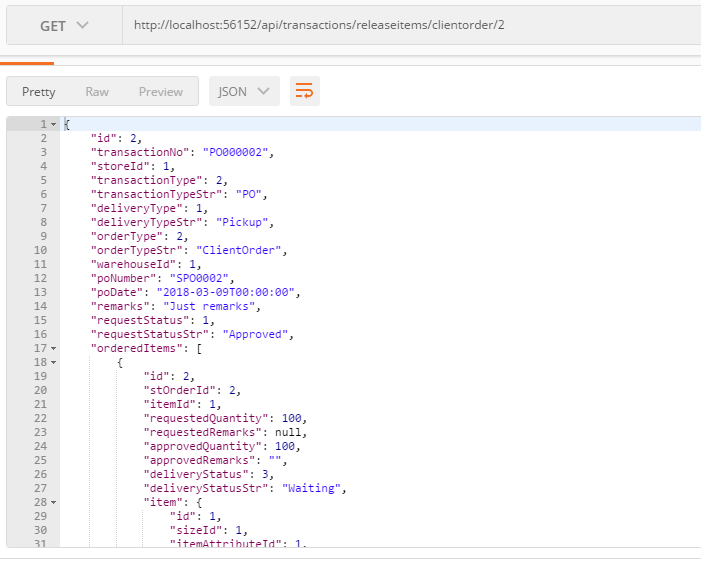 GET http://localhost:56152/api/transactions/releaseitems/clientorder/2
Pretty Raw Preview JSON
1 {
2 "id": 2,
3 "transactionNo": "PO000002",
4 "storeId": 1,
5 "transactionType": 2,
6 "transactionTypeStr": "PO",
7 "deliveryType": 1,
8 "deliveryTypeStr": "Pickup",
9 "orderType": 2,
10 "orderTypeStr": "ClientOrder",
11 "warehouseId": 1,
12 "poNumber": "SPO0002",
13 "poDate": "2018-03-09T00:00:00",
14 "remarks": "Just remarks",
15 "requestStatus": 1,
16 "requestStatusStr": "Approved",
17 "orderedItems": [
18 {
19 "id": 2,
20 "stOrderId": 2,
21 "itemId": 1,
22 "requestedQuantity": 100,
23 "requestedRemarks": null,
24 "approvedQuantity": 100,
25 "approvedRemarks": "",
26 "deliveryStatus": 3,
27 "deliveryStatusStr": "Waiting",
28 "item": {
29 "id": 1,
30 "sizeId": 1,
31 "itemAttributeId": 1,